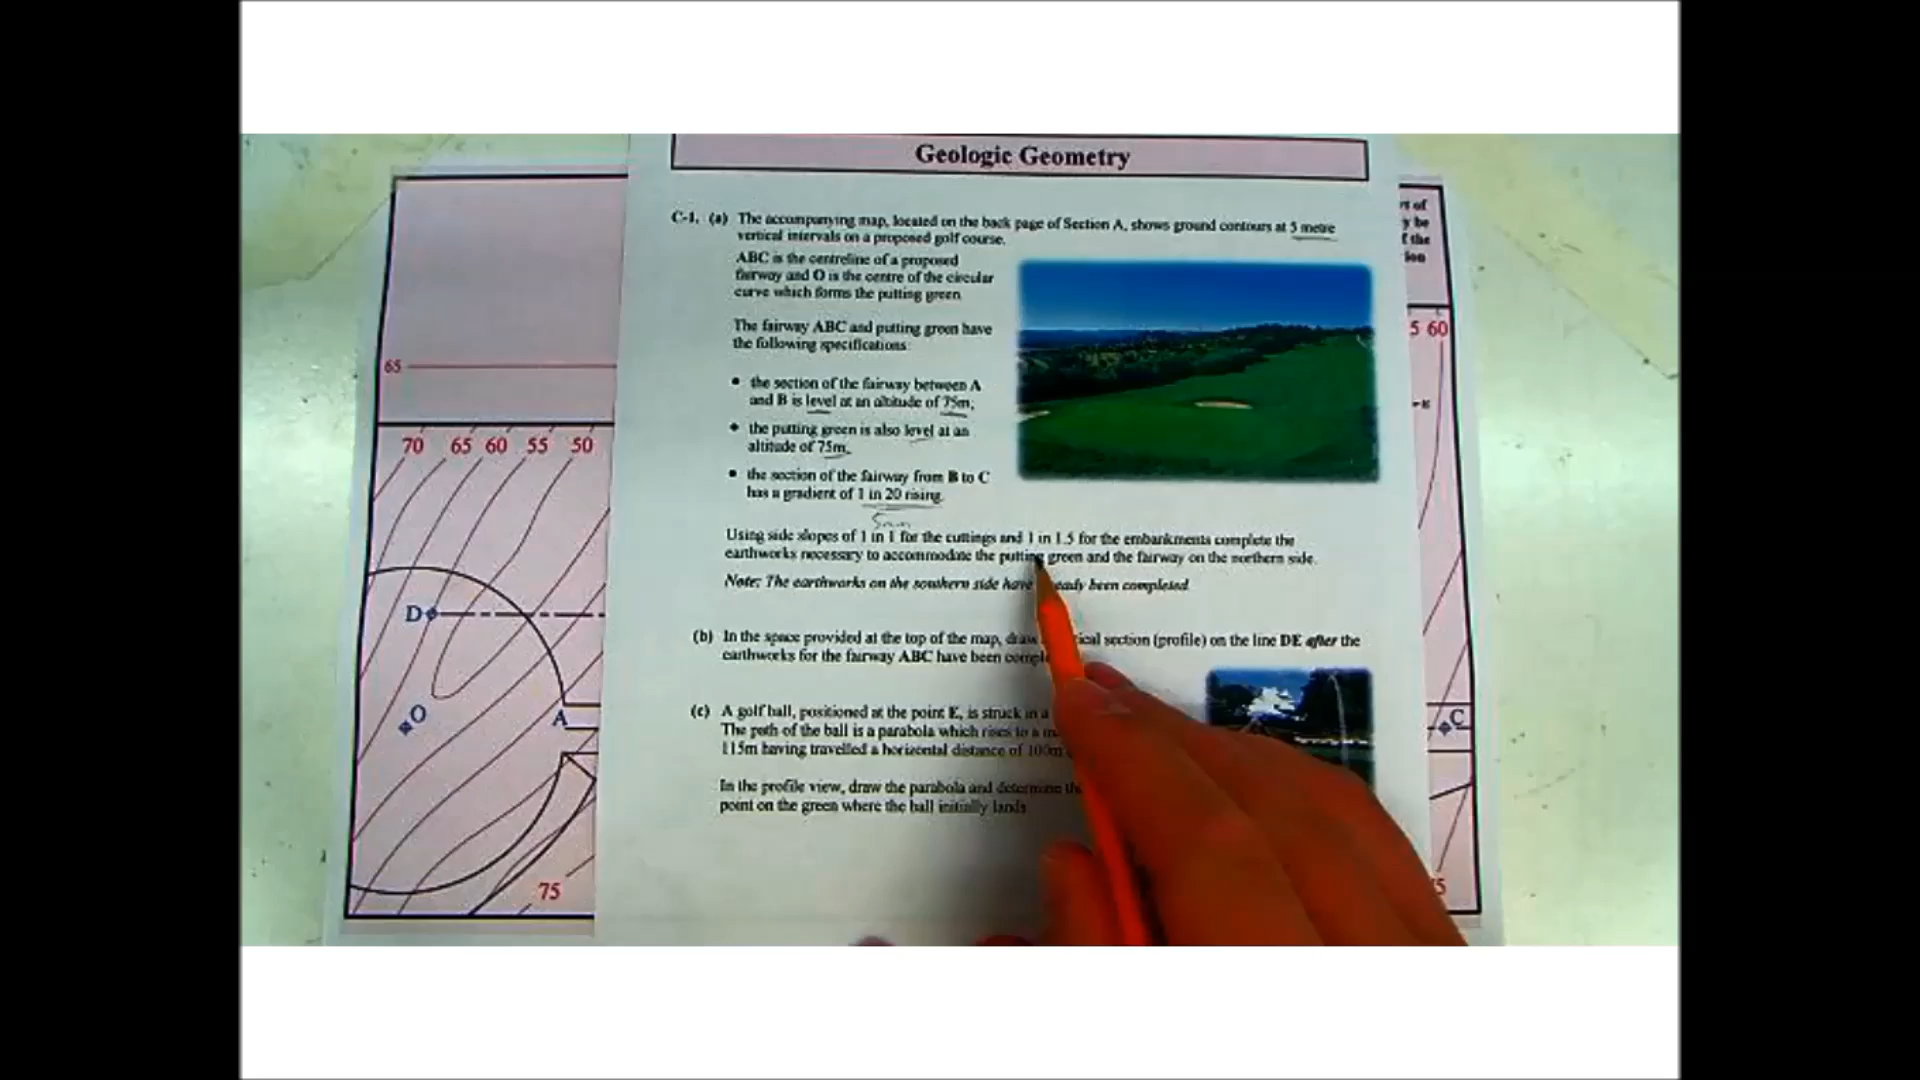 Geologic Geometry
C-1. (a) The accompanying map, located on the back page of Section A, shows ground contours at 5 metre
vertical intervals on a proposed golf course.
ABC is the centreline of a proposed
fairway and O is the centre of the circular
curve which forms the putting green.
The fairway ABC and putting green have
the following specifications:
• the section of the fairway between A
and B is level at an altitude of 75m;
• the putting green is also level at an
altitude of 75m,
• the section of the fairway from B to C
has a gradient of 1 in 20 rising.
5mm
Using side slopes of 1 in 1 for the cuttings and 1 in 1.5 for the embankments complete the
earthworks necessary to accommodate the putting green and the fairway on the northern side.
Note: The earthworks on the southern side have been completed
(b) In the space provided at the top of the map, draw section (profile) on the line DE after the
earthworks for the fairway ABC have been
(c) A golf ball, positioned at the point E, is struck in a
The path of the ball is a parabola which rises to a
115m having travelled a horizontal distance of 100m
In the profile view, draw the parabola and determine
point on the green where the ball initially lands
65
70 65 60 55 50
D
O
A
75
of
be
the
5 60
E
C
5